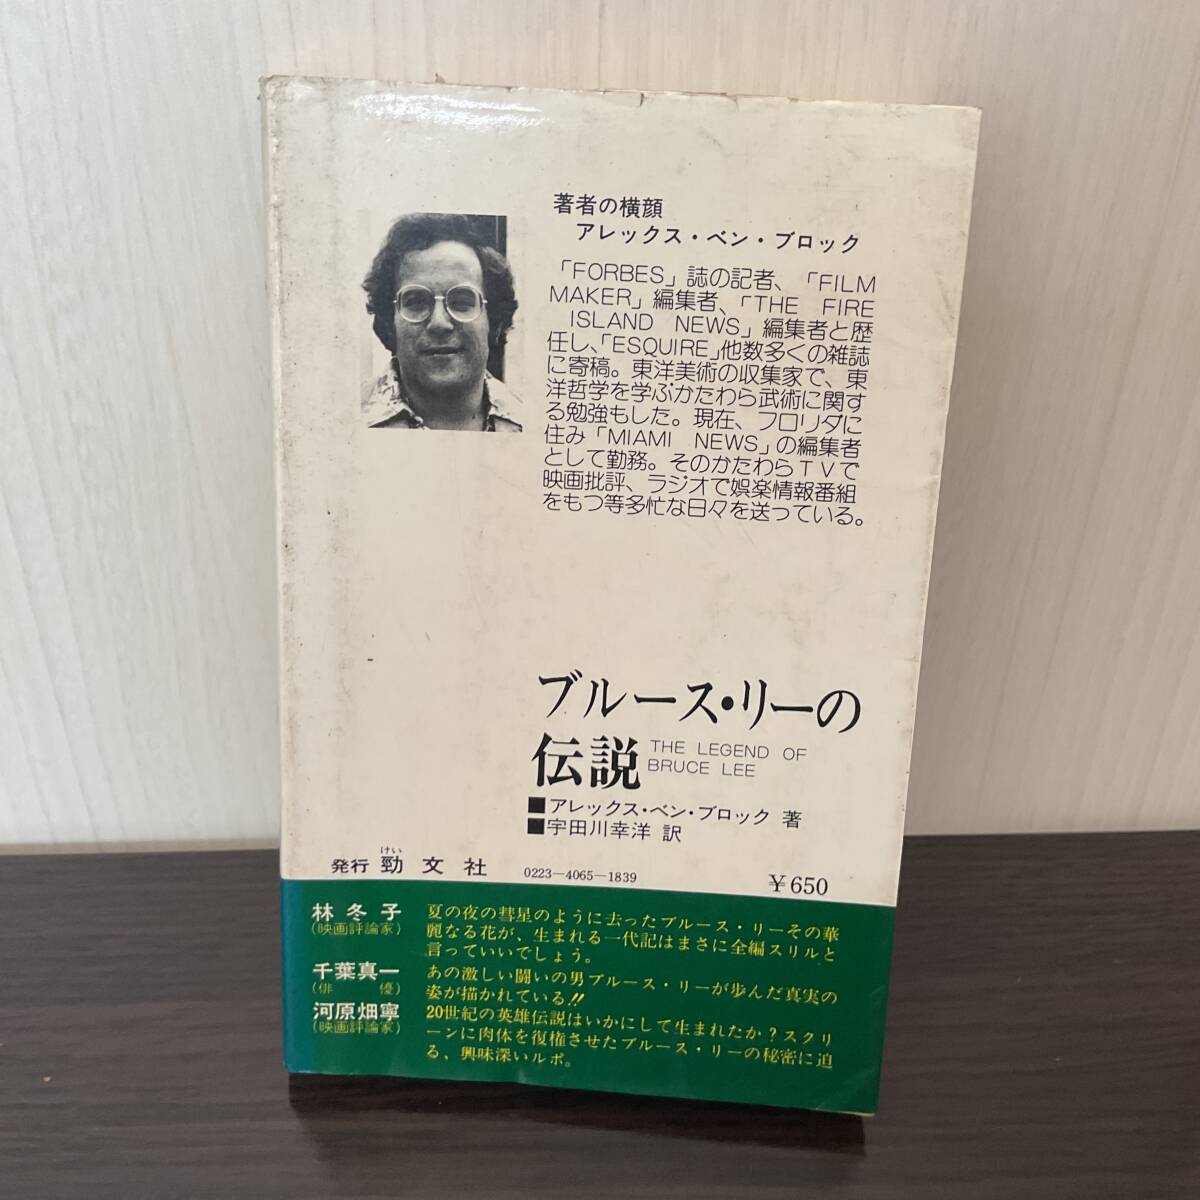 著者の横顔
アレックス・ベン・ブロック
「FORBES」誌の記者、「FILM
MAKER」編集者、「THE FIRE
ISLAND NEWS」編集者と歴
任し、「ESQUIRE」他数多くの雑誌
に寄稿。東洋美術の収集家で、東
洋哲学を学ぶかたわら武術に関す
る勉強もした。現在、フロリダに
住み「MIAMI NEWS」の編集者
として勤務。そのかたわらTVで
映画批評、ラジオで娯楽情報番組
をもつ等多忙な日々を送っている。
ブルース・リーの
伝説
THE LEGEND OF
BRUCE LEE
■アレックス・ベン・ブロック 著
■宇田川幸洋 訳
けい
発行 勁文社
0223-4065-1839
¥650
林冬子
(映画評論家)
夏の夜の彗星のように去ったブルース・リーその華
麗なる花が、生まれる一代記はまさに全編スリルと
言っていいでしょう。
千葉真一
(俳優)
あの激しい闘いの男ブルース・リーが歩んだ真実の
姿が描かれている!!
河原畑寧
(映画評論家)
20世紀の英雄伝説はいかにして生まれたか?スクリ
ーンに肉体を復権させたブルース・リーの秘密に迫
る、興味深いルポ。